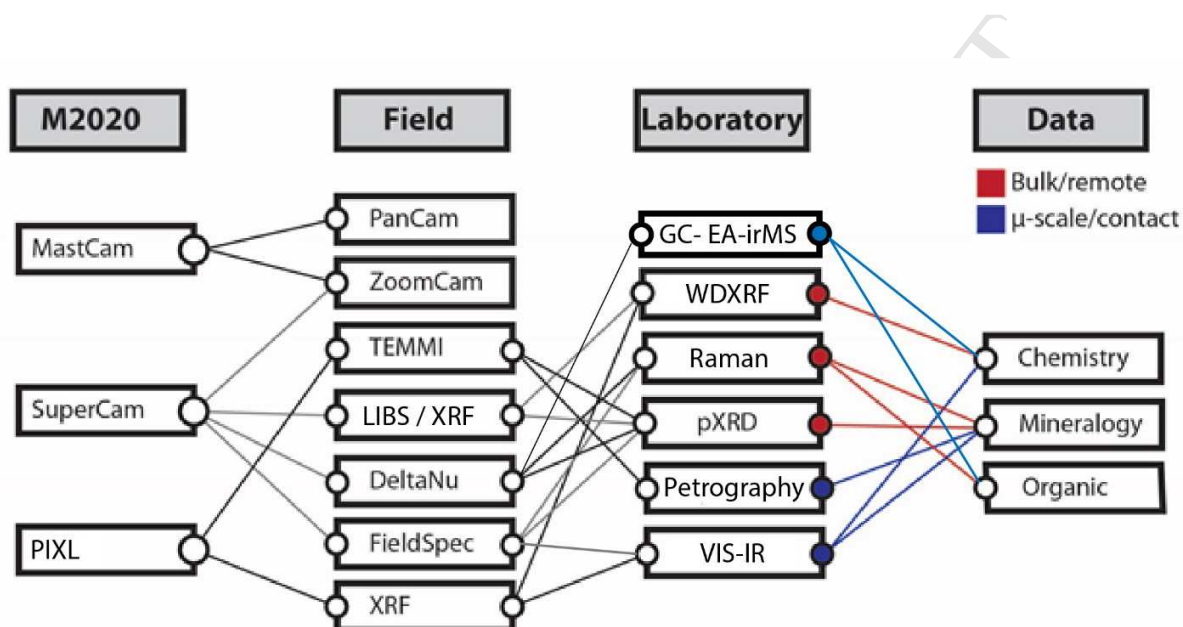 M2020
Field
Laboratory
Data
Bulk/remote
μ-scale/contact
MastCam
SuperCam
PIXL
PanCam
ZoomCam
TEMMI
LIBS / XRF
DeltaNu
FieldSpec
XRF
GC- EA-irMS
WDXRF
Raman
pXRD
Petrography
VIS-IR
Chemistry
Mineralogy
Organic